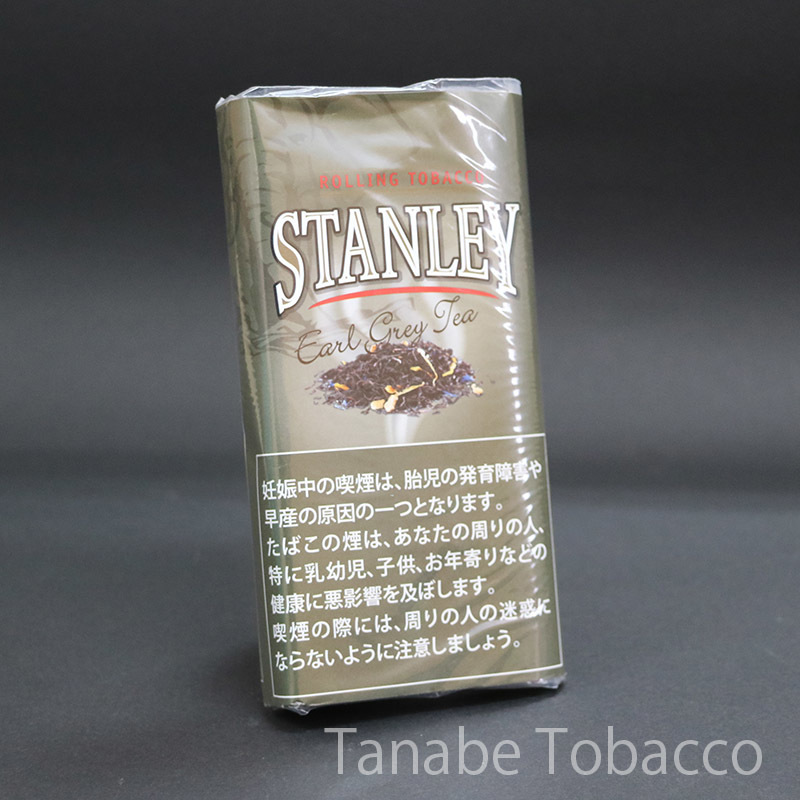 ROLLING TOBACCO
STANLEY
Earl Grey Tea
妊娠中の喫煙は、胎児の発育障害や
早産の原因の一つとなります。
たばこの煙は、あなたの周りの人、
特に乳幼児、子供、お年寄りなどの
健康に悪影響を及ぼします。
喫煙の際には、周りの人の迷惑に
ならないように注意しましょう。
Tanabe Tobacco